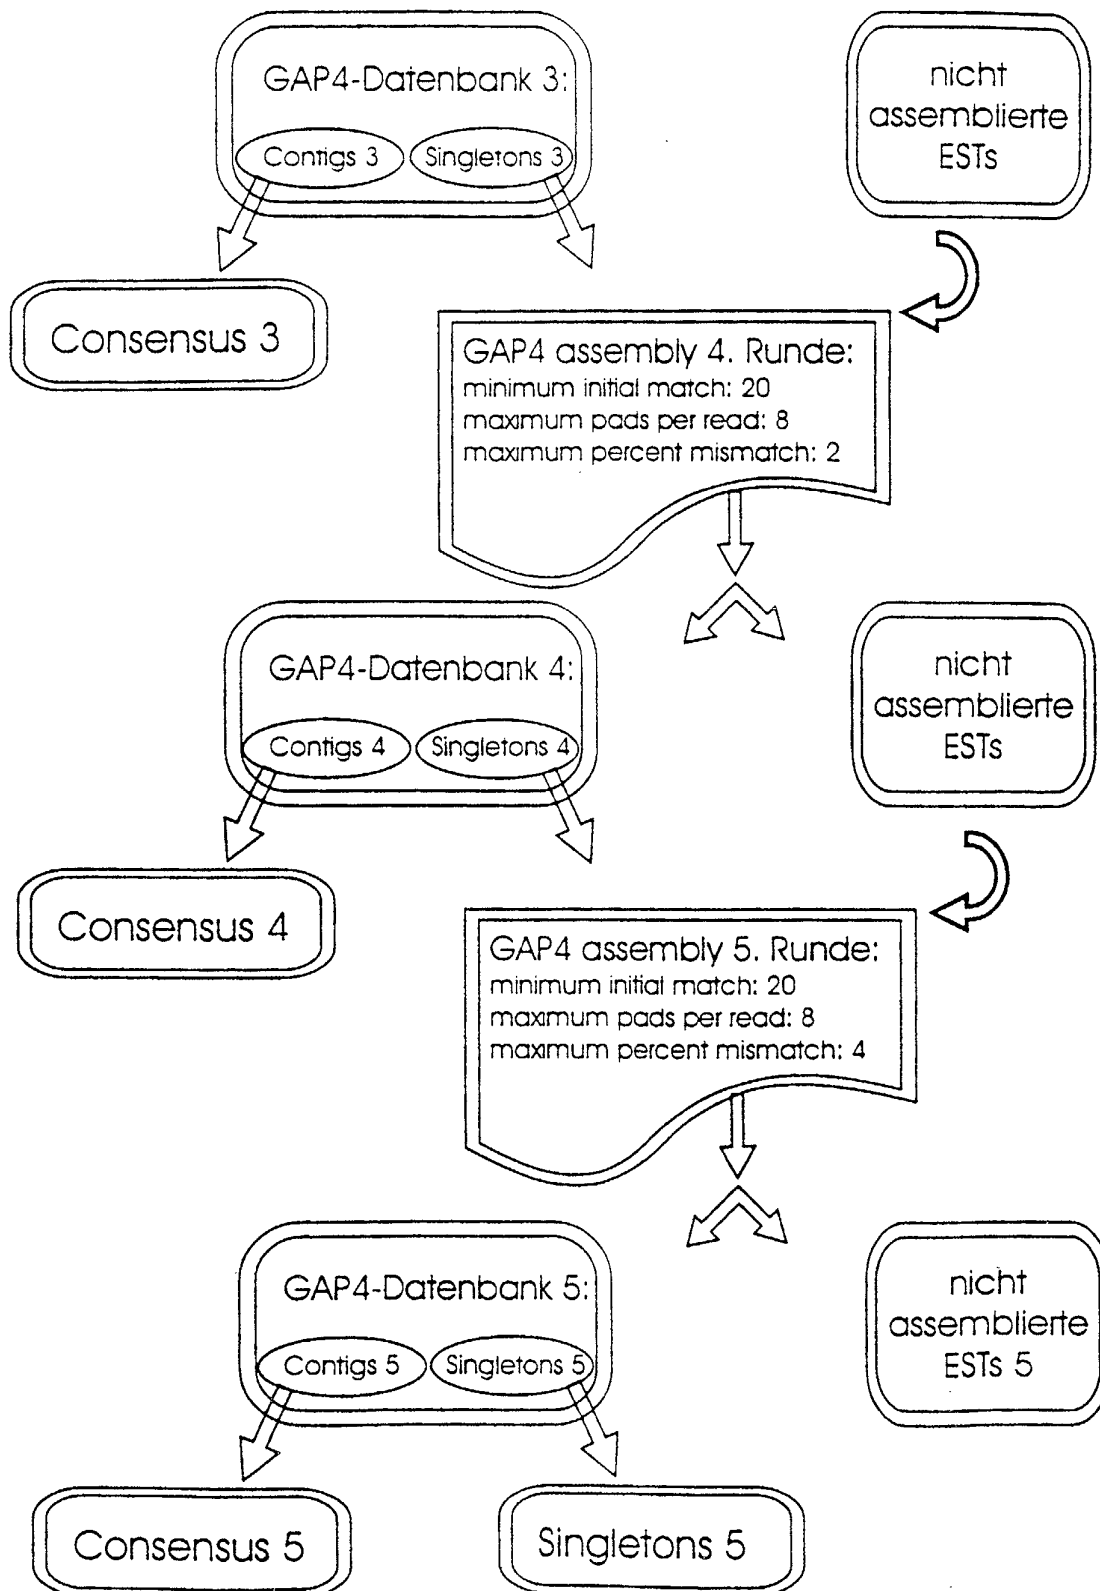 GAP4-Datenbank 3:
Contigs 3
Singletons 3
nicht
assemblierte
ESTs
Consensus 3
GAP4 assembly 4. Runde:
minimum initial match: 20
maximum pads per read: 8
maximum percent mismatch: 2
GAP4-Datenbank 4:
Contigs 4
Singletons 4
nicht
assemblierte
ESTs
Consensus 4
GAP4 assembly 5. Runde:
minimum initial match: 20
maximum pads per read: 8
maximum percent mismatch: 4
GAP4-Datenbank 5:
Contigs 5
Singletons 5
nicht
assemblierte
ESTs 5
Consensus 5
Singletons 5